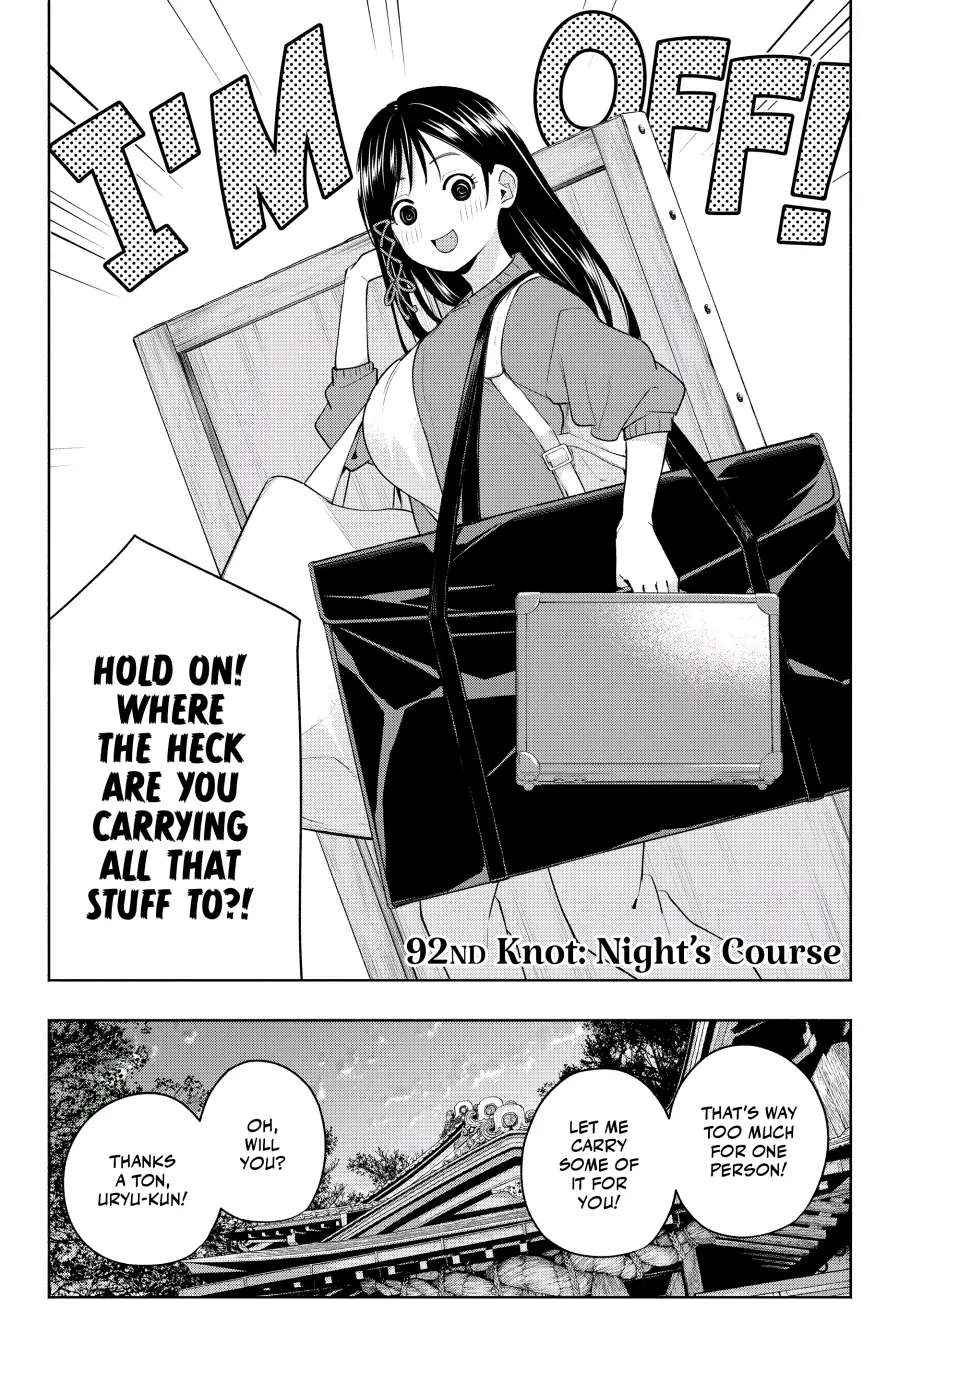 I'M OFF!
HOLD ON!
WHERE
THE HECK
ARE YOU
CARRYING
ALL THAT
STUFF TO?!
92ND Knot: Night's Course
THAT'S WAY
TOO MUCH
FOR ONE
PERSON!
LET ME
CARRY
SOME OF
IT FOR
YOU!
OH,
WILL
YOU?
THANKS
A TON,
URYU-KUN!